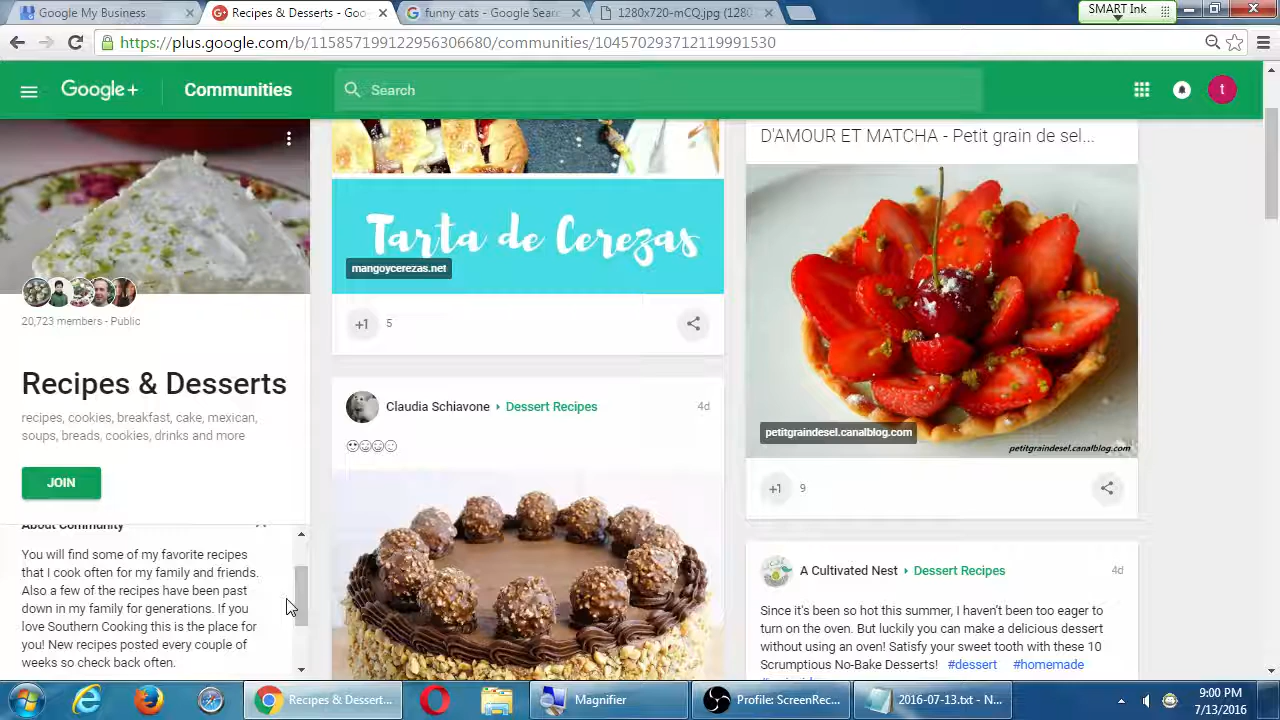 Google My Business
Recipes & Desserts - Goo
funny cats - Google Sear
1280x720-mCQ.jpg (128
SMART Ink
https://plus.google.com/b/115857199122956306680/communities/104570293712119991530
Google+
Communities
Search
t
20,723 members - Public
Recipes & Desserts
recipes, cookies, breakfast, cake, mexican,
soups, breads, cookies, drinks and more
JOIN
About Community
You will find some of my favorite recipes
that I cook often for my family and friends.
Also a few of the recipes have been past
down in my family for generations. If you
love Southern Cooking this is the place for
you! New recipes posted every couple of
weeks so check back often.
Tarta de Cerezas
mangoycerezas.net
+1
5
Claudia Schiavone
Dessert Recipes
4d
D'AMOUR ET MATCHA - Petit grain de sel...
petitgraindesel.canalblog.com
petitgraindesel.canalblog.com
+1
9
A Cultivated Nest
Dessert Recipes
4d
Since it's been so hot this summer, I haven't been too eager to
turn on the oven. But luckily you can make a delicious dessert
without using an oven! Satisfy your sweet tooth with these 10
Scrumptious No-Bake Desserts! #dessert #homemade
Recipes & Dessert...
Magnifier
Profile: ScreenRec...
2016-07-13.txt - N...
9:00 PM
7/13/2016